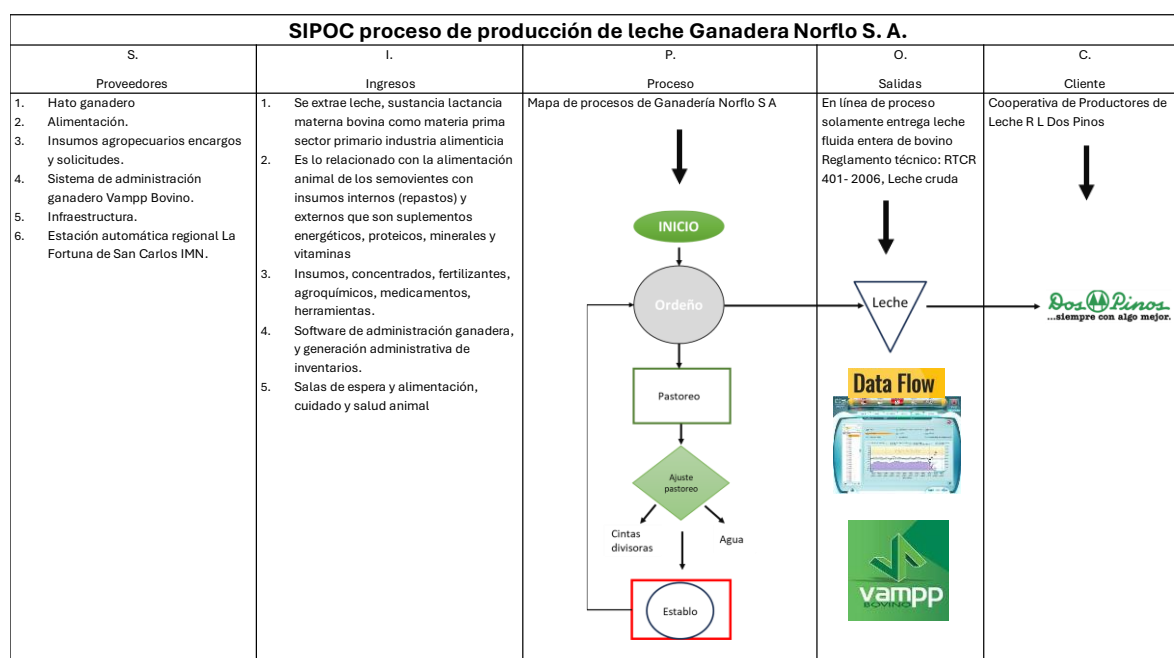 SIPOC proceso de producción de leche Ganadera Norflo S. A.
S.
Proveedores
I.
Ingresos
P.
Proceso
O.
Salidas
C.
Cliente
1. Hato ganadero
2. Alimentación.
3. Insumos agropecuarios encargos
y solicitudes.
4. Sistema de administración
ganadero Vampp Bovino.
5. Infraestructura.
6. Estación automática regional La
Fortuna de San Carlos IMN.
1. Se extrae leche, sustancia lactancia
materna bovina como materia prima
sector primario industria alimenticia
2. Es lo relacionado con la alimentación
animal de los semovientes con
insumos internos (repastos) y
externos que son suplementos
energéticos, proteicos, minerales y
vitaminas
3. Insumos, concentrados, fertilizantes,
agroquímicos, medicamentos,
herramientas.
4. Software de administración ganadera,
y generación administrativa de
inventarios.
5. Salas de espera y alimentación,
cuidado y salud animal
Mapa de procesos de Ganadería Norflo S A
INICIO
Ordeño
Pastoreo
Ajuste
pastoreo
Cintas
divisoras
Agua
Establo
En línea de proceso
solamente entrega leche
fluida entera de bovino
Reglamento técnico: RTCR
401- 2006, Leche cruda
Leche
Data Flow
vampp
BOVINO
Cooperativa de Productores de
Leche R L Dos Pinos
Dos Pinos
...siempre con algo mejor.